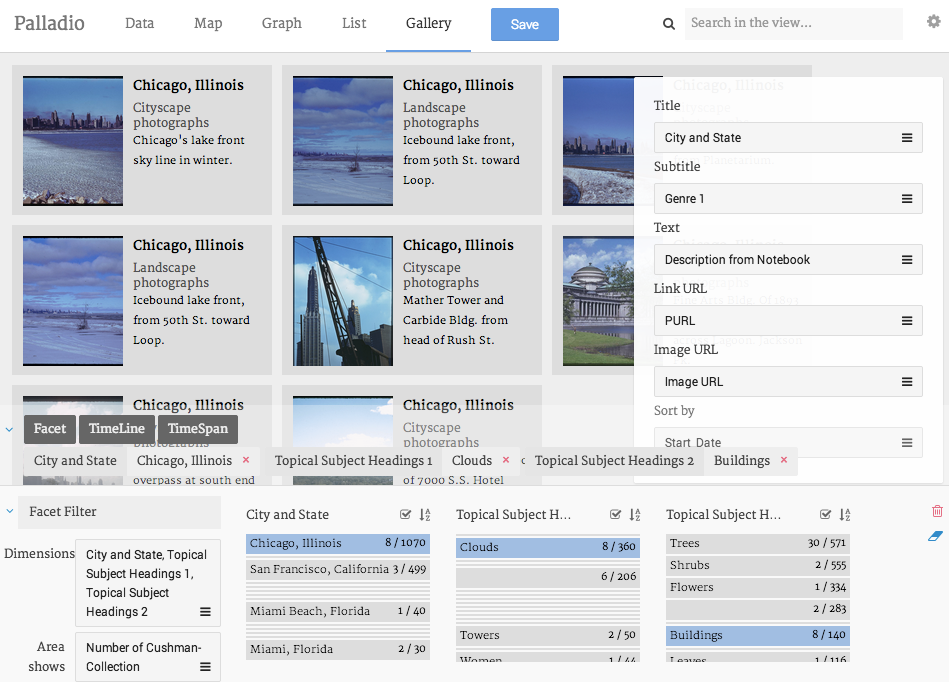 Palladio Data Map Graph List Gallery Save Search in the view...
Chicago, Illinois
Cityscape
photographs
Chicago's lake front
sky line in winter.
Chicago, Illinois
Landscape
photographs
Icebound lake front,
from 50th St. toward
Loop.
Chicago, Illinois
Chicago, Illinois
Landscape
photographs
Icebound lake front,
from 50th St. toward
Loop.
Chicago, Illinois
Cityscape
photographs
Mather Tower and
Carbide Bldg. from
head of Rush St.
Chicago, Illinois
photographs
overpass at south end
Chicago, Illinois
Cityscape
photographs
of 7000 S.S. Hotel
Title
City and State
Subtitle
Genre 1
Text
Description from Notebook
Link URL
PURL
Image URL
Image URL
Sort by
Start Date
Facet TimeLine TimeSpan
City and State Chicago, Illinois × Topical Subject Headings 1 Clouds × Topical Subject Headings 2 Buildings ×
Facet Filter
Dimensions
City and State, Topical
Subject Headings 1,
Topical Subject
Headings 2
Area
shows
Number of Cushman-
Collection
City and State
Chicago, Illinois 8 / 1070
San Francisco, California 3 / 499
Miami Beach, Florida 1 / 40
Miami, Florida 2 / 30
Topical Subject H...
Clouds 8 / 360
6 / 206
Towers 2 / 50
Women 1 / 44
Topical Subject H...
Trees 30 / 571
Shrubs 2 / 555
Flowers 1 / 334
2 / 283
Buildings 8 / 140
Leaves 1 / 116